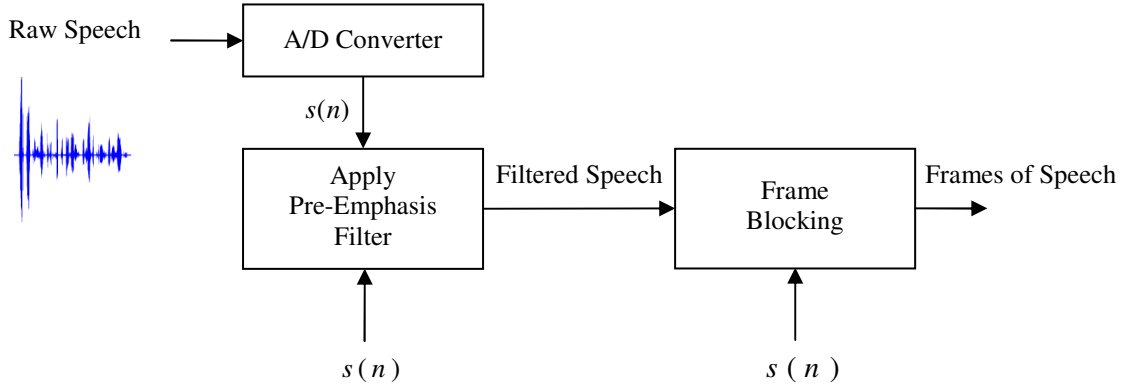 Raw Speech
A/D Converter
s(n)
Apply
Pre-Emphasis
Filter
Filtered Speech
Frame
Blocking
Frames of Speech
s ( n )
s ( n )